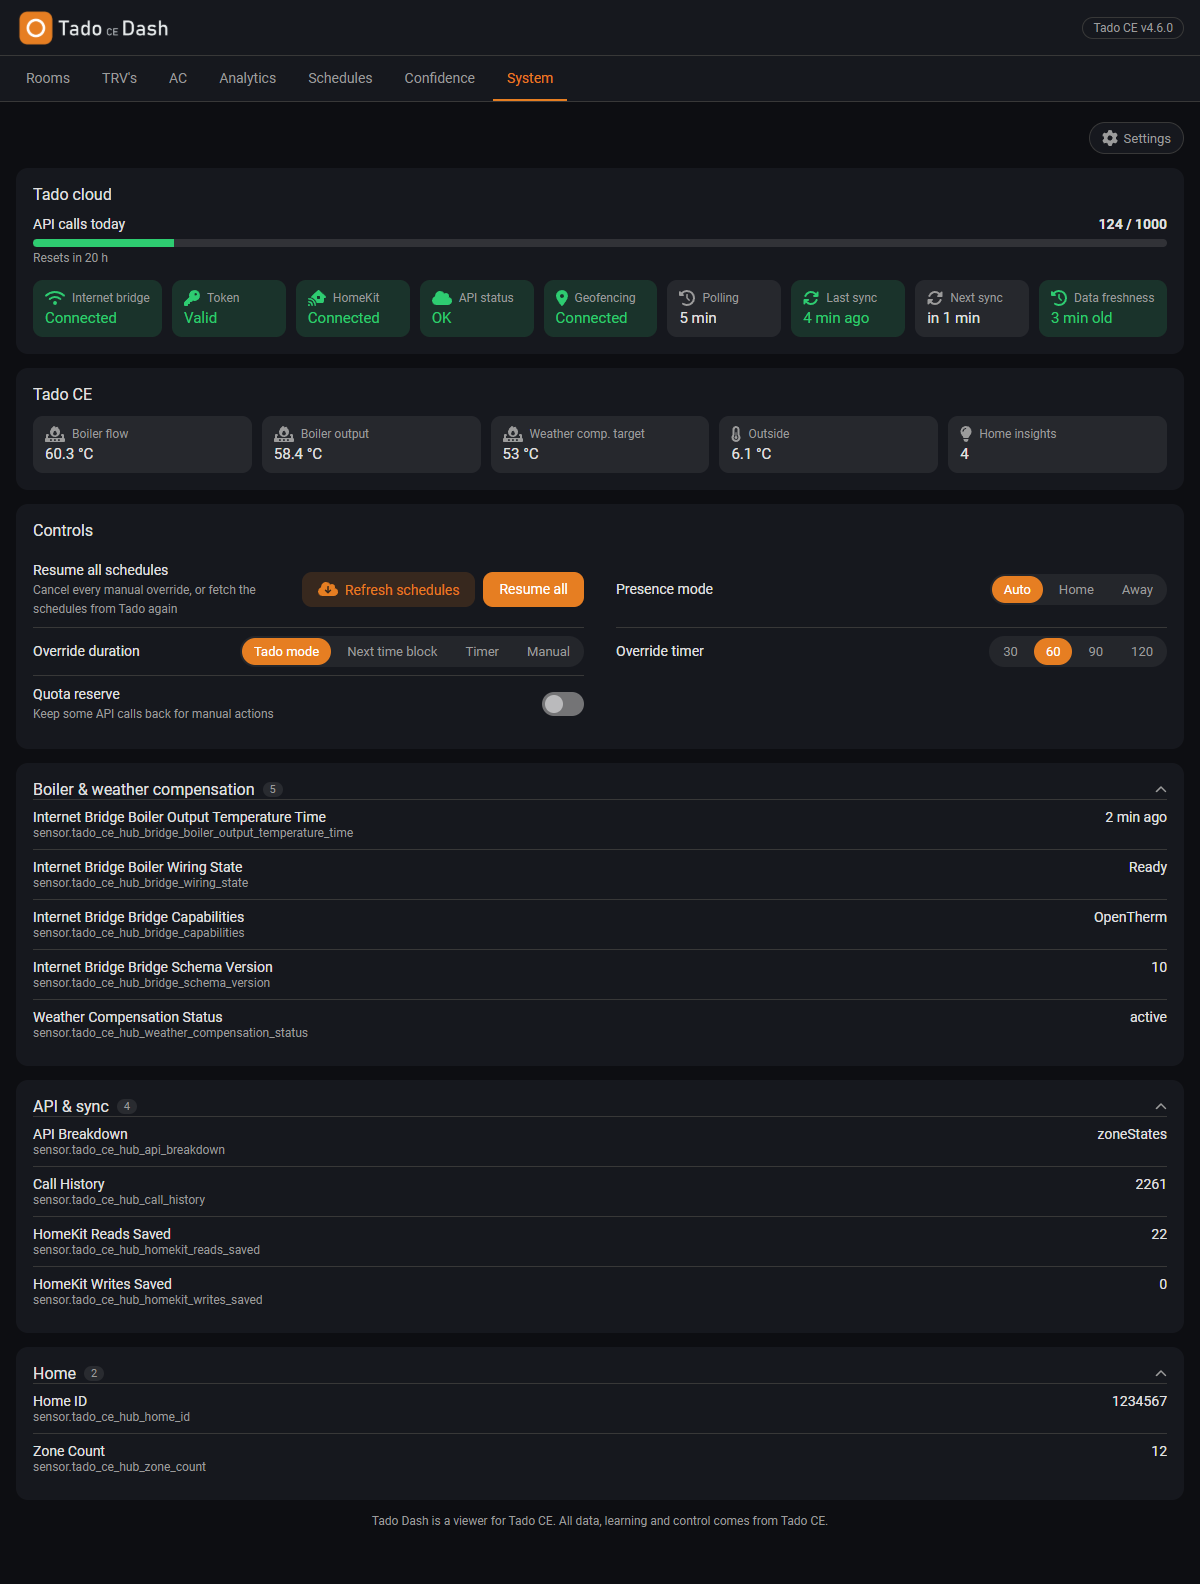 Tado CE Dash
Tado CE v4.6.0
Rooms
TRV's
AC
Analytics
Schedules
Confidence
System
Settings
Tado cloud
API calls today
124 / 1000
Resets in 20 h
Internet bridge
Connected
Token
Valid
HomeKit
Connected
API status
OK
Geofencing
Connected
Polling
5 min
Last sync
4 min ago
Next sync
in 1 min
Data freshness
3 min old
Tado CE
Boiler flow
60.3 °C
Boiler output
58.4 °C
Weather comp. target
53 °C
Outside
6.1 °C
Home insights
4
Controls
Resume all schedules
Cancel every manual override, or fetch the
schedules from Tado again
Refresh schedules
Resume all
Presence mode
Auto
Home
Away
Override duration
Tado mode
Next time block
Timer
Manual
Override timer
30
60
90
120
Quota reserve
Keep some API calls back for manual actions
Boiler & weather compensation 5
Internet Bridge Boiler Output Temperature Time
sensor.tado_ce_hub_bridge_boiler_output_temperature_time
2 min ago
Internet Bridge Boiler Wiring State
sensor.tado_ce_hub_bridge_wiring_state
Ready
Internet Bridge Bridge Capabilities
sensor.tado_ce_hub_bridge_capabilities
OpenTherm
Internet Bridge Bridge Schema Version
sensor.tado_ce_hub_bridge_schema_version
10
Weather Compensation Status
sensor.tado_ce_hub_weather_compensation_status
active
API & sync 4
API Breakdown
sensor.tado_ce_hub_api_breakdown
zoneStates
Call History
sensor.tado_ce_hub_call_history
2261
HomeKit Reads Saved
sensor.tado_ce_hub_homekit_reads_saved
22
HomeKit Writes Saved
sensor.tado_ce_hub_homekit_writes_saved
0
Home 2
Home ID
sensor.tado_ce_hub_home_id
1234567
Zone Count
sensor.tado_ce_hub_zone_count
12
Tado Dash is a viewer for Tado CE. All data, learning and control comes from Tado CE.